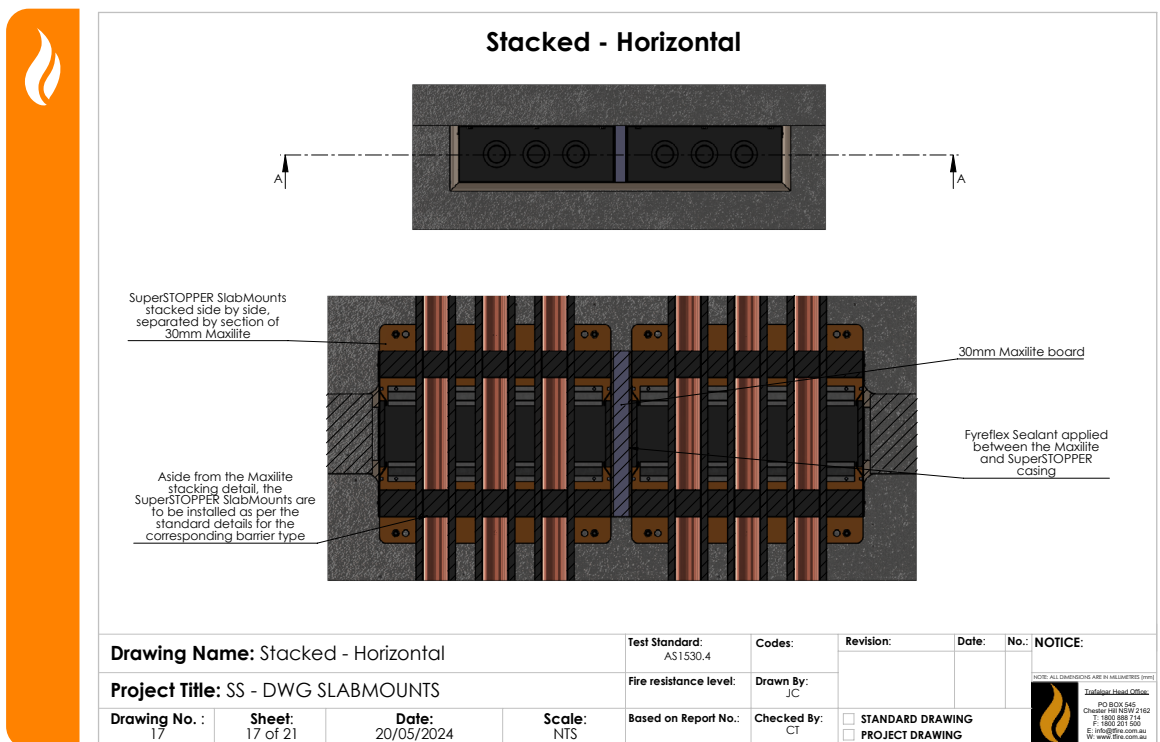 Stacked - Horizontal
A
A
SuperSTOPPER SlabMounts
stacked side by side,
separated by section of
30mm Maxilite
30mm Maxilite board
Fyreflex Sealant applied
between the Maxilite
and SuperSTOPPER
casing
Aside from the Maxilite
stacking detail, the
SuperSTOPPER SlabMounts are
to be installed as per the
standard details for the
corresponding barrier type
Drawing Name: Stacked - Horizontal
Project Title: SS - DWG SLABMOUNTS
Drawing No. :
17
Sheet:
17 of 21
Date:
20/05/2024
Scale:
NTS
Test Standard:
AS1530.4
Fire resistance level:
Based on Report No.:
Codes:
Drawn By:
JC
Checked By:
CT
Revision:
Date:
No.:
STANDARD DRAWING
PROJECT DRAWING
NOTICE:
NOTE: ALL DIMENSIONS ARE IN MILLIMETRES (mm)
Trafalgar Head Office:
PO BOX 545
Chester Hill NSW 2162
T: 1800 888 714
F: 1800 201 500
E: info@tfire.com.au
W: www.tfire.com.au